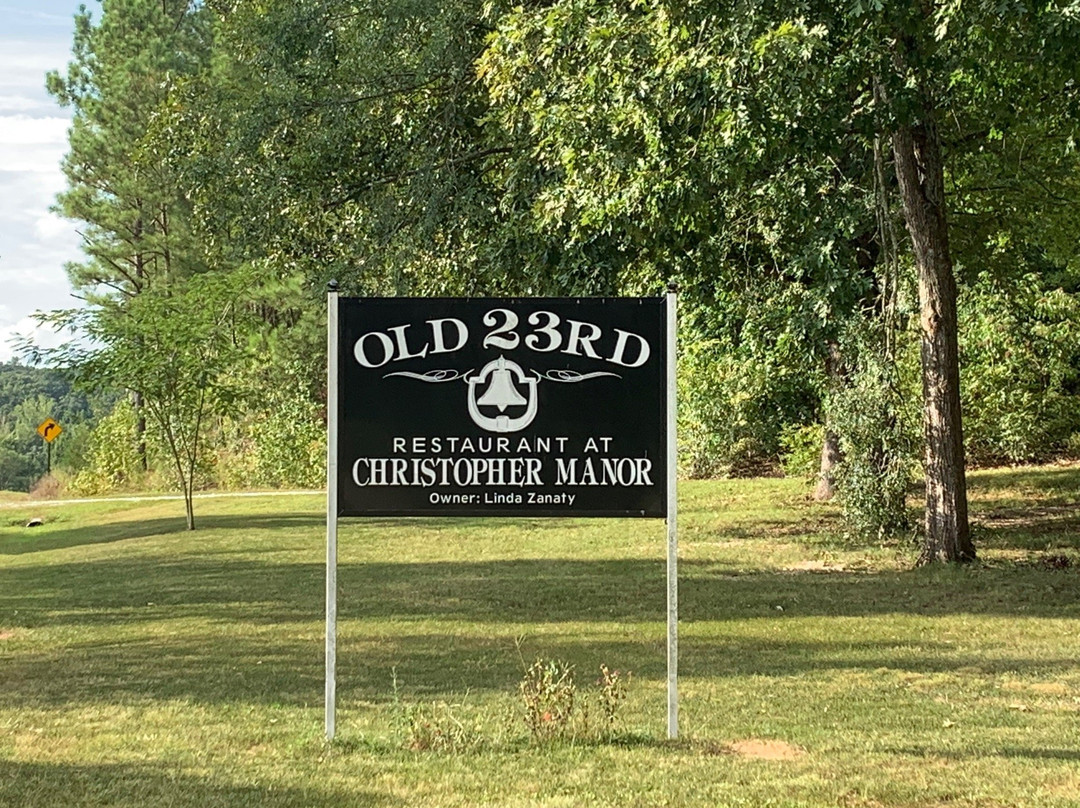 OLD 23RD
RESTAURANT AT
CHRISTOPHER MANOR
Owner: Linda Zanaty